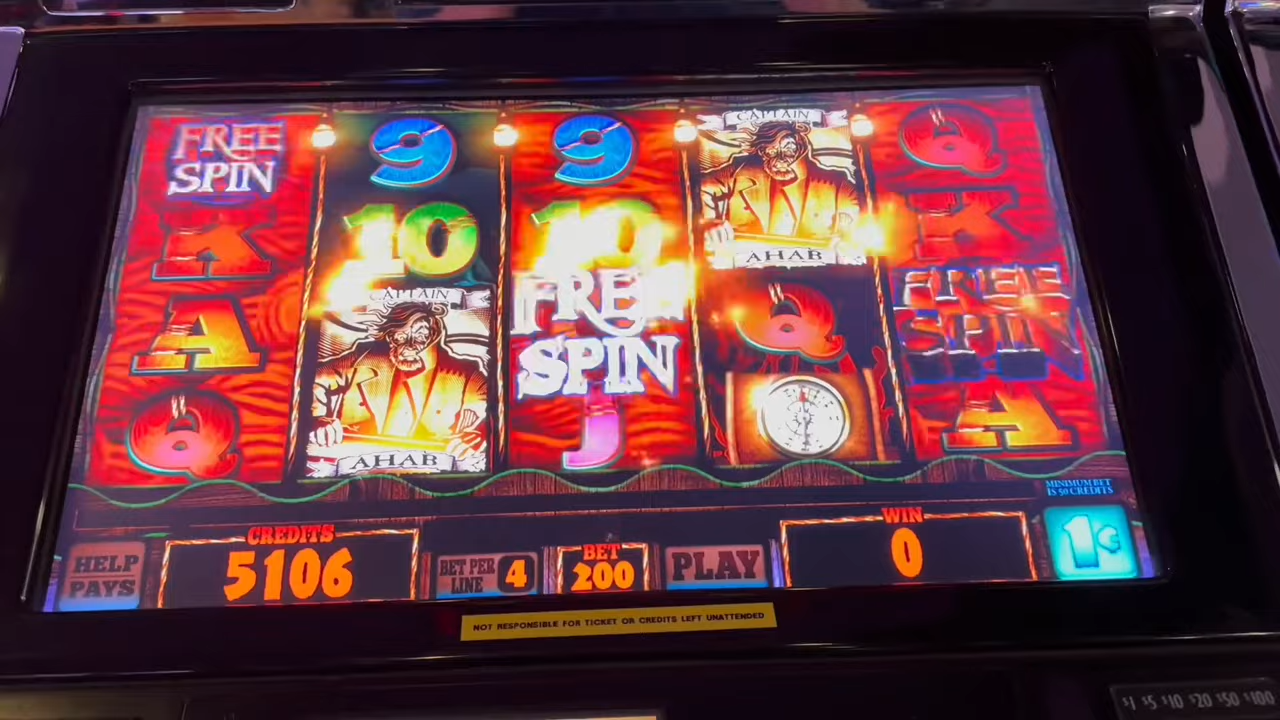 FREE
SPIN
K
A
Q
9
10
CAPTAIN
AHAB
9
10
FREE
SPIN
J
CAPTAIN
AHAB
Q
Q
K
FREE
SPIN
A
MINIMUM BET
IS 50 CREDITS
HELP
PAYS
CREDITS
5106
BET PER
LINE 4
BET
200
PLAY
WIN
0
1¢
NOT RESPONSIBLE FOR TICKET OR CREDITS LEFT UNATTENDED
$1 $5 $10 $20 $50 $100